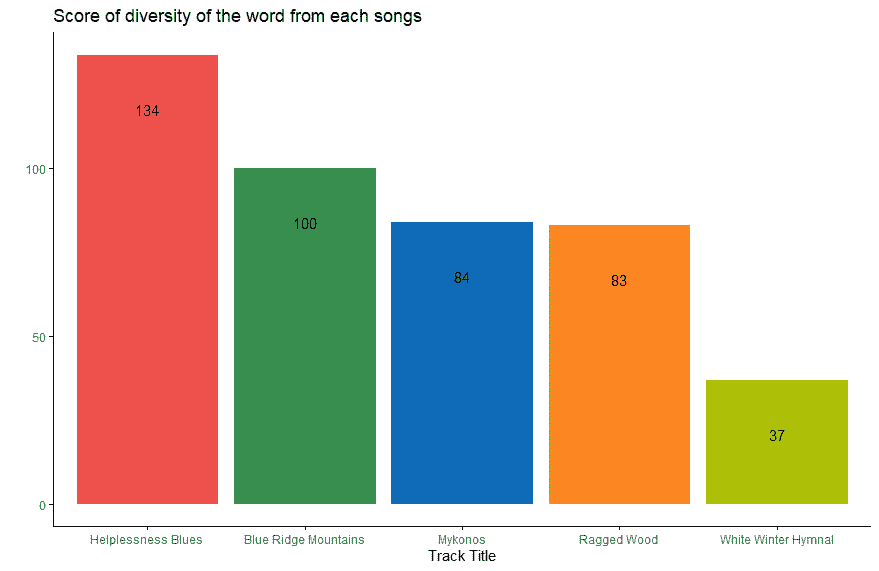 Score of diversity of the word from each songs
134
100
100
84
83
50
37
0
Helplessness Blues Blue Ridge Mountains Mykonos Ragged Wood White Winter Hymnal
Track Title